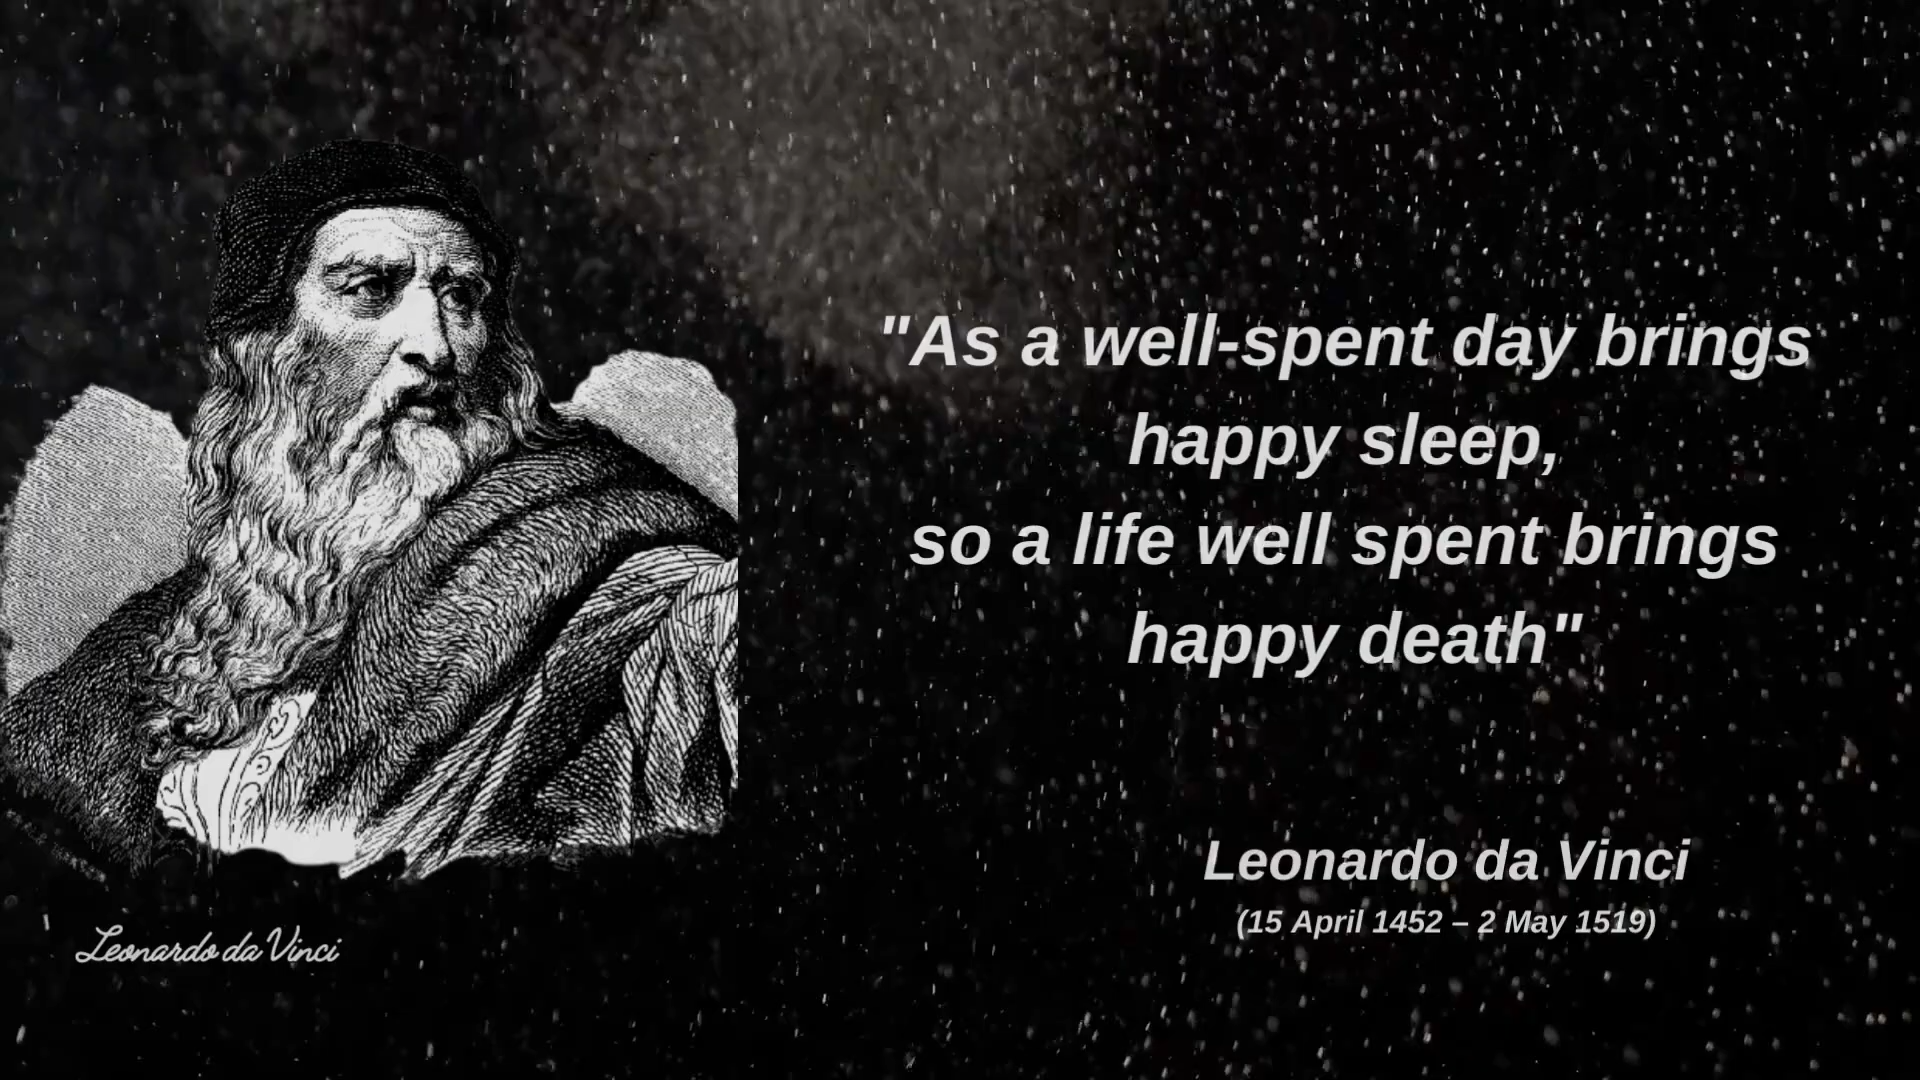 "As a well-spent day brings
happy sleep,
so a life well spent brings
happy death"
Leonardo da Vinci
(15 April 1452 – 2 May 1519)
Leonardo da Vinci